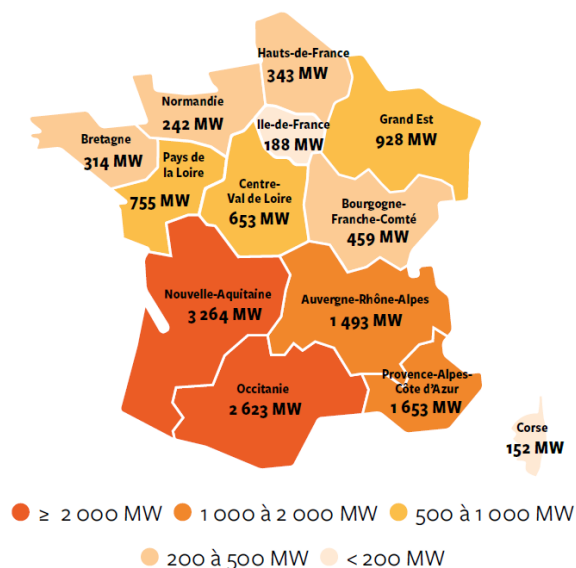 Hauts-de-France
343 MW
Normandie
242 MW
Ile-de-France
188 MW
Grand Est
928 MW
Bretagne
314 MW
Pays de
la Loire
755 MW
Centre-
Val de Loire
653 MW
Bourgogne-
Franche-Comté
459 MW
Nouvelle-Aquitaine
3 264 MW
Auvergne-Rhône-Alpes
1 493 MW
Occitanie
2 623 MW
Provence-Alpes-
Côte d'Azur
1 653 MW
Corse
152 MW
≥ 2 000 MW
1 000 à 2 000 MW
500 à 1 000 MW
200 à 500 MW
< 200 MW